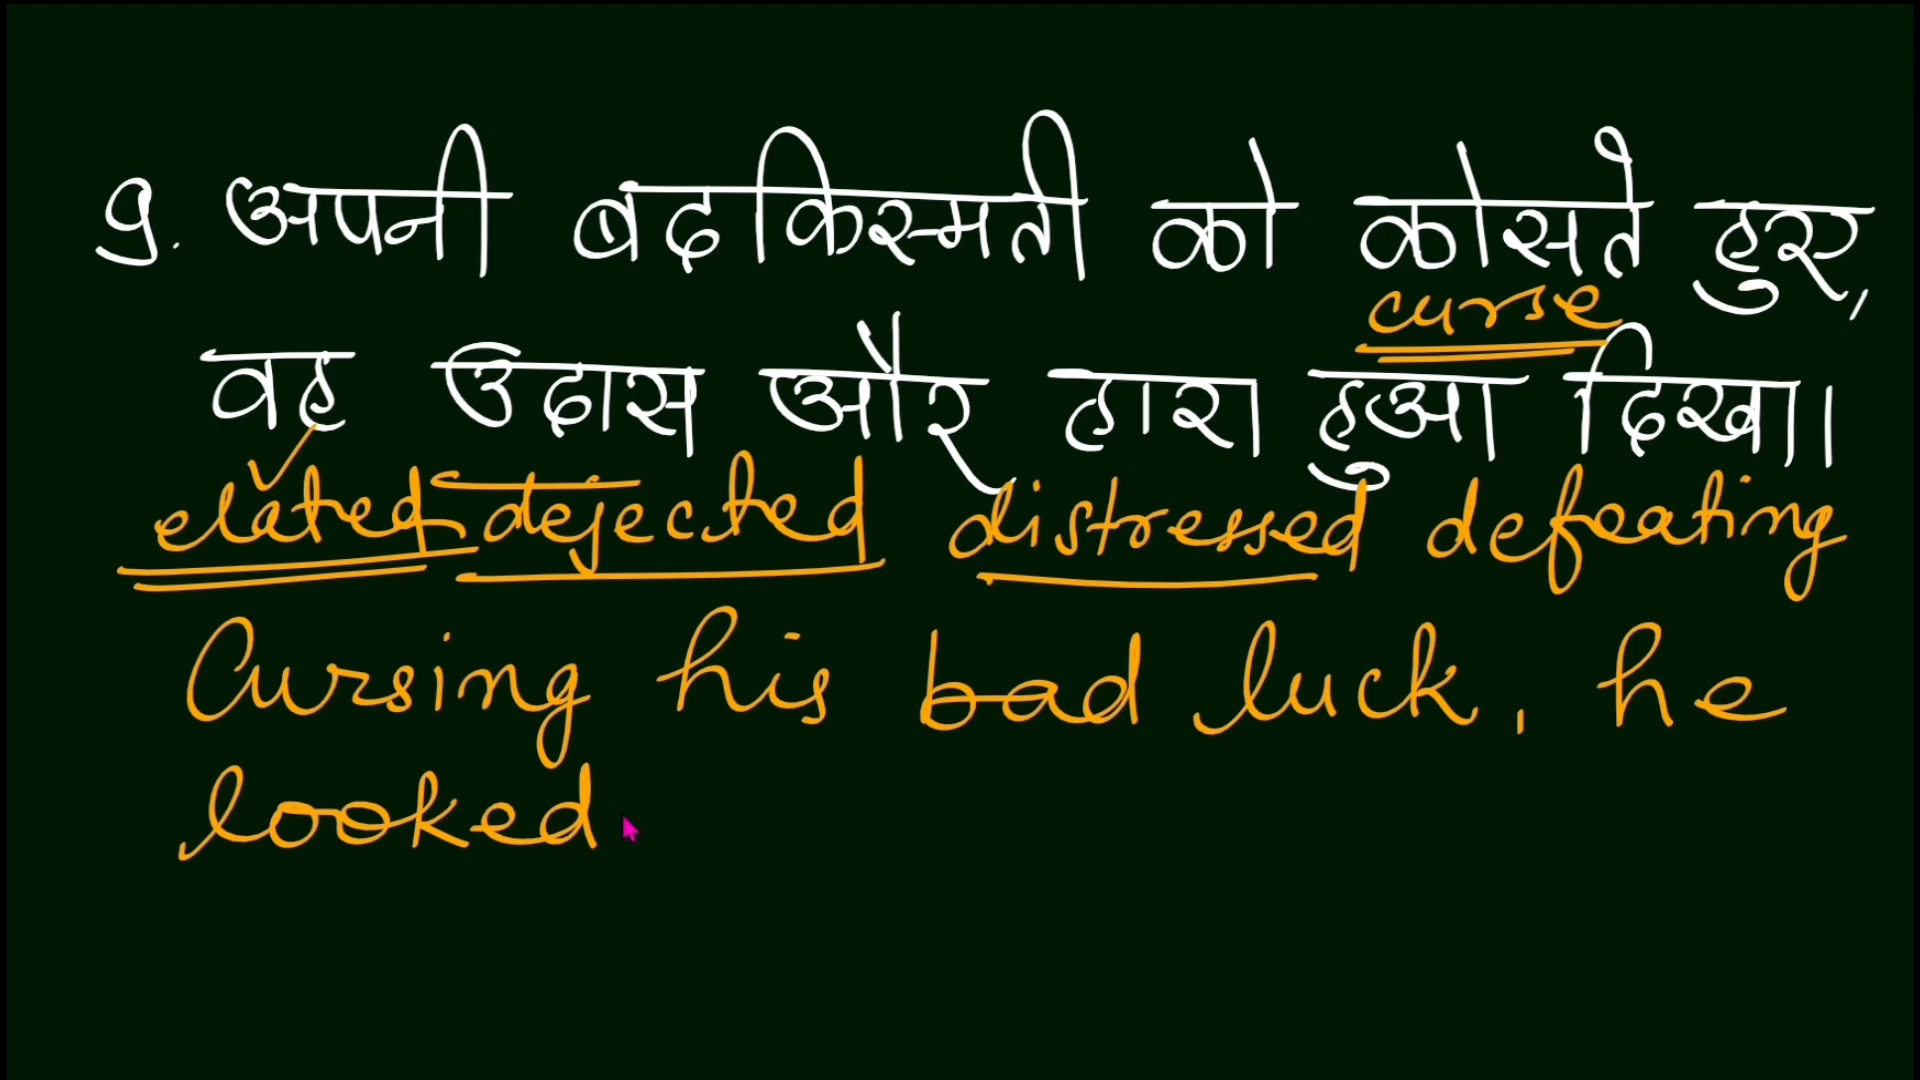 9. अपनी बदकिस्मती को कोसते हुए,
curse
वह उदास और हारा हुआ दिखा।
elated dejected distressed defeating
Cursing his bad luck, he
looked